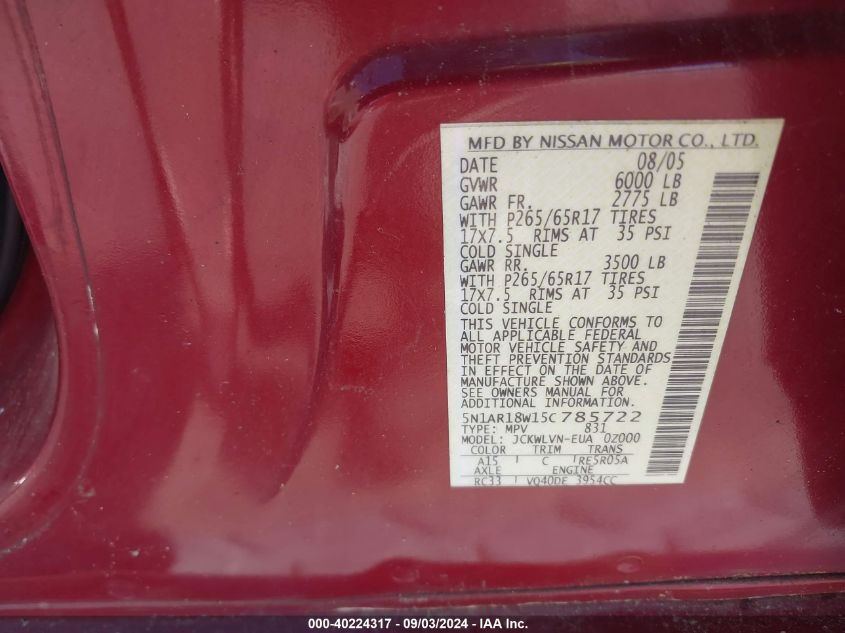 MFD BY NISSAN MOTOR CO., LTD.
DATE 08/05
GVWR 6000 LB
GAWR FR. 2775 LB
WITH P265/65R17 TIRES
17X7.5 RIMS AT 35 PSI
COLD SINGLE
GAWR RR. 3500 LB
WITH P265/65R17 TIRES
17X7.5 RIMS AT 35 PSI
COLD SINGLE
THIS VEHICLE CONFORMS TO
ALL APPLICABLE FEDERAL
MOTOR VEHICLE SAFETY AND
THEFT PREVENTION STANDARDS
IN EFFECT ON THE DATE OF
MANUFACTURE SHOWN ABOVE.
SEE OWNERS MANUAL FOR
ADDITIONAL INFORMATION.
5N1AR18W15C785722
TYPE: MPV 831
MODEL: JCKWLVN-EUA 0Z000
COLOR TRIM TRANS
A15 C RE5R05A
AXLE ENGINE
RC33 VQ40DE 3954CC
000-40224317 - 09/03/2024 - IAAI.com